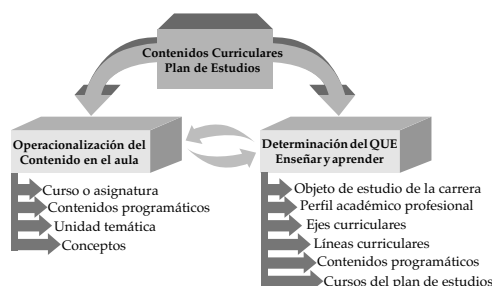 Contenidos Curriculares
Plan de Estudios
Operacionalización del
Contenido en el aula
Curso o asignatura
Contenidos programáticos
Unidad temática
Conceptos
Determinación del QUE
Enseñar y aprender
Objeto de estudio de la carrera
Perfil académico profesional
Ejes curriculares
Líneas curriculares
Contenidos programáticos
Cursos del plan de estudios